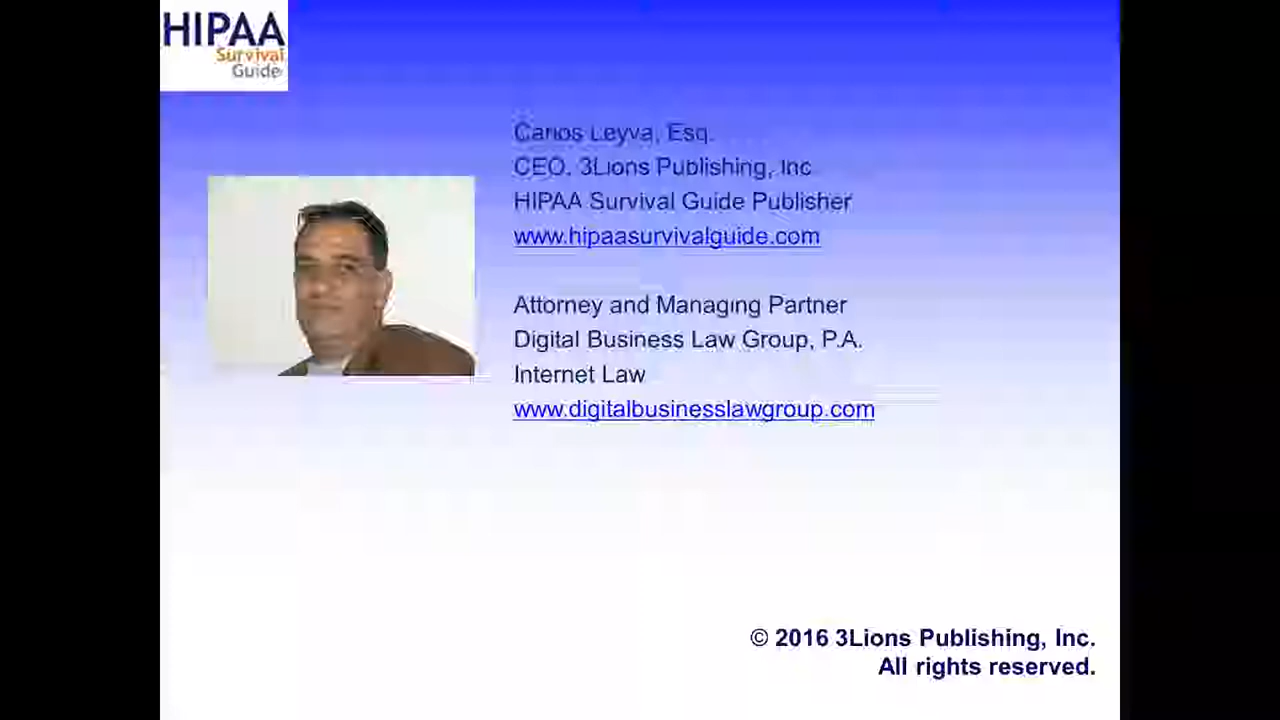 HIPAA
Survival
Guide
Carlos Leyva, Esq.
CEO, 3Lions Publishing, Inc
HIPAA Survival Guide Publisher
www.hipaasurvivalguide.com
Attorney and Managing Partner
Digital Business Law Group, P.A.
Internet Law
www.digitalbusinesslawgroup.com
© 2016 3Lions Publishing, Inc.
All rights reserved.